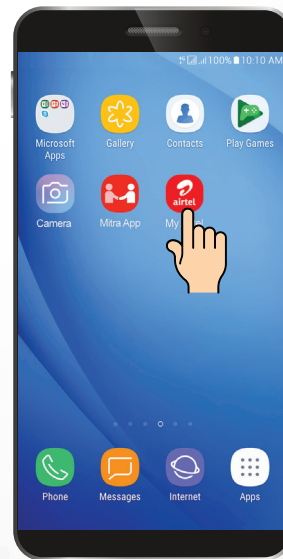 100% 10:10 AM
Microsoft Apps
Gallery
Contacts
Play Games
Camera
Mitra App
airtel
My
Phone
Messages
Internet
Apps